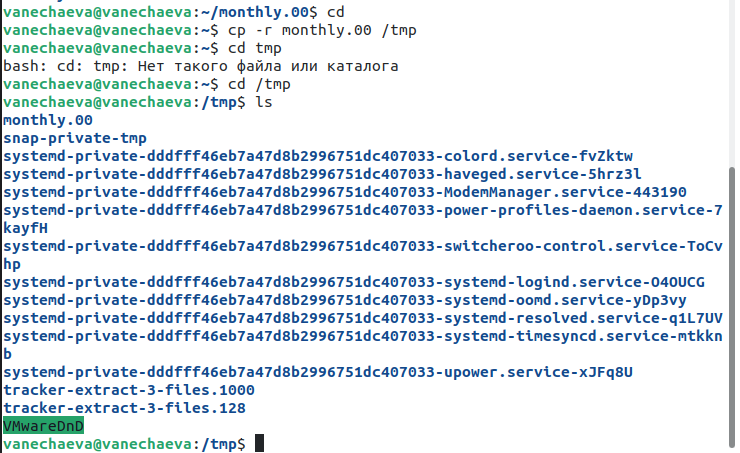 vanechaeva@vanechaeva:~/monthly.00$ cd
vanechaeva@vanechaeva:~$ cp -r monthly.00 /tmp
vanechaeva@vanechaeva:~$ cd tmp
bash: cd: tmp: Нет такого файла или каталога
vanechaeva@vanechaeva:~$ cd /tmp
vanechaeva@vanechaeva:/tmp$ ls
monthly.00
snap-private-tmp
systemd-private-dddfff46eb7a47d8b2996751dc407033-colord.service-fvZktw
systemd-private-dddfff46eb7a47d8b2996751dc407033-haveged.service-5hrz3l
systemd-private-dddfff46eb7a47d8b2996751dc407033-ModemManager.service-443190
systemd-private-dddfff46eb7a47d8b2996751dc407033-power-profiles-daemon.service-7
kayfH
systemd-private-dddfff46eb7a47d8b2996751dc407033-switcheroo-control.service-ToCv
hp
systemd-private-dddfff46eb7a47d8b2996751dc407033-systemd-logind.service-O4OUCG
systemd-private-dddfff46eb7a47d8b2996751dc407033-systemd-oomd.service-yDp3vy
systemd-private-dddfff46eb7a47d8b2996751dc407033-systemd-resolved.service-q1L7UV
systemd-private-dddfff46eb7a47d8b2996751dc407033-systemd-timesyncd.service-mtkkn
b
systemd-private-dddfff46eb7a47d8b2996751dc407033-upower.service-xJFq8U
tracker-extract-3-files.1000
tracker-extract-3-files.128
VMwareDnD
vanechaeva@vanechaeva:/tmp$